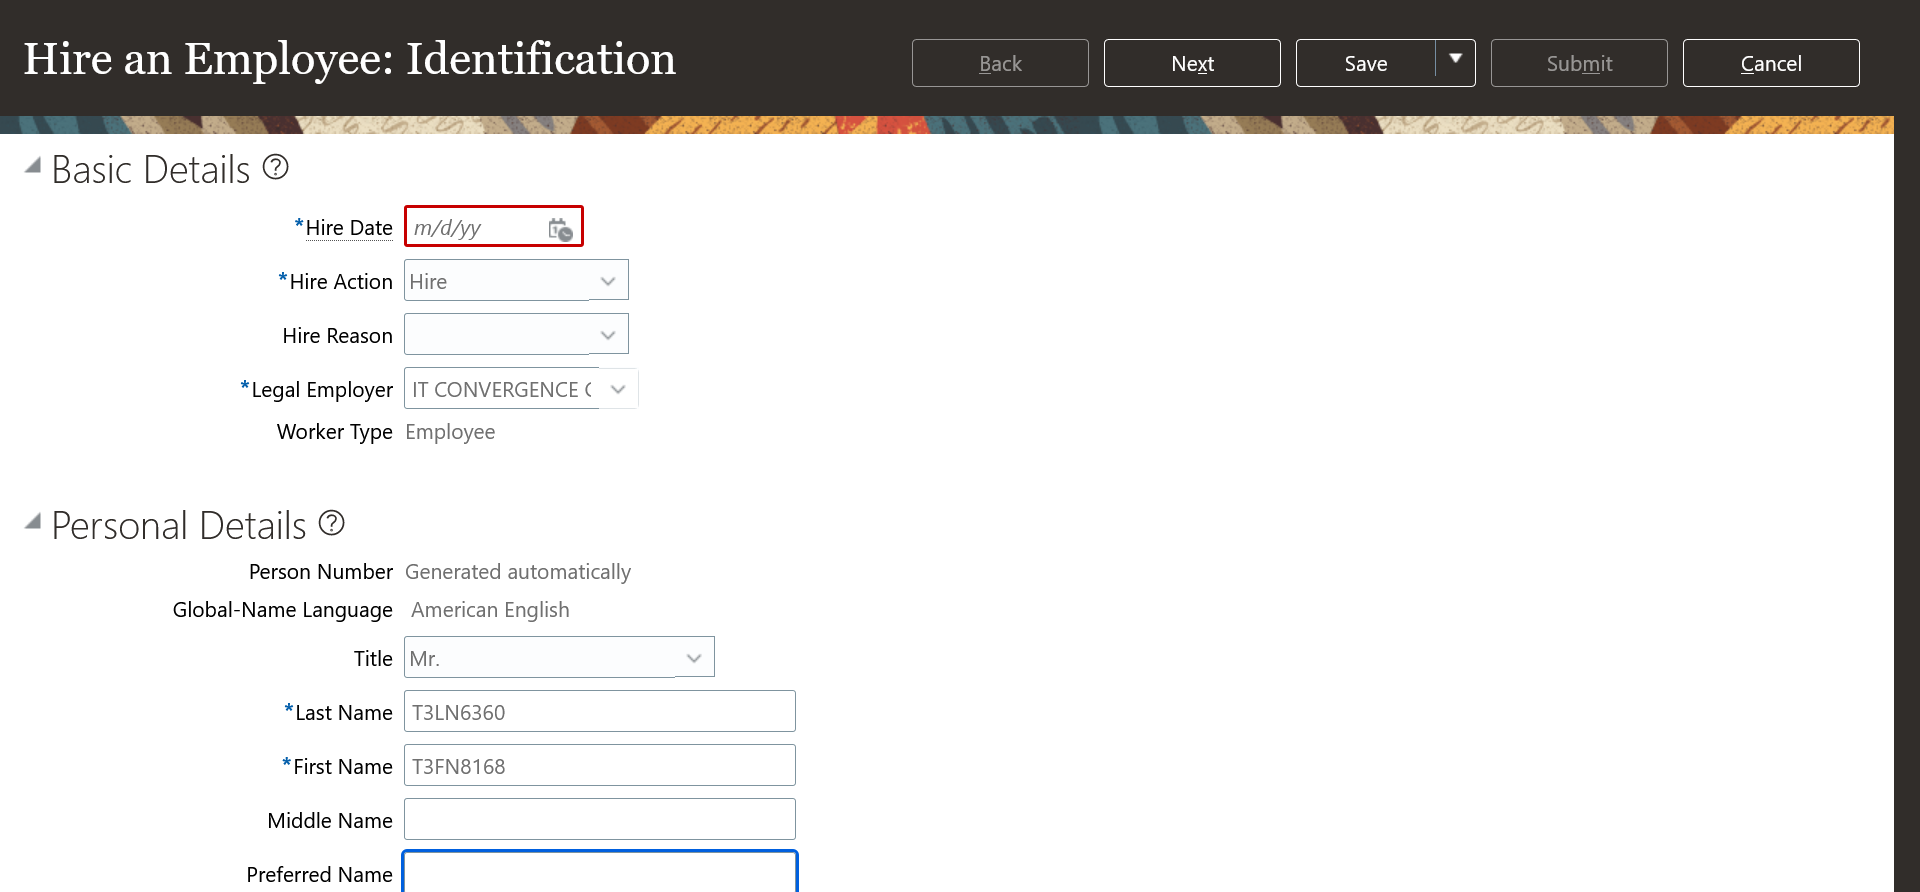 Hire an Employee: Identification
Back Next Save Submit Cancel
Basic Details
*Hire Date m/d/yy
*Hire Action Hire
Hire Reason
*Legal Employer IT CONVERGENCE
Worker Type Employee
Personal Details
Person Number Generated automatically
Global-Name Language American English
Title Mr.
*Last Name T3LN6360
*First Name T3FN8168
Middle Name
Preferred Name